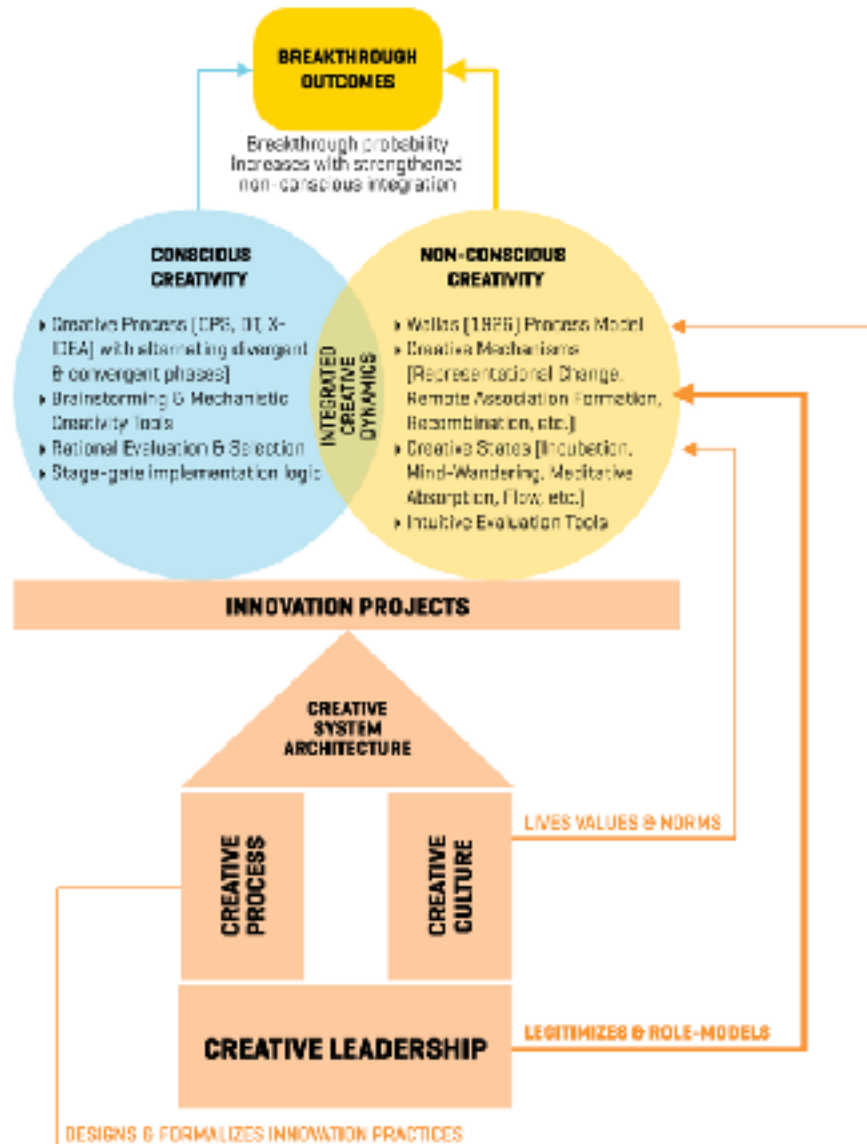 BREAKTHROUGH
OUTCOMES
Breakthrough probability
increases with strengthened
non-conscious integration
CONSCIOUS
CREATIVITY
‣ Creative Process [CPS, DT, X-
IDEA] with alternating divergent
& convergent phases]
‣ Brainstorming & Mechanistic
Creativity Tools
‣ Rational Evaluation & Selection
‣ Stage-gate implementation logic
INTEGRATED
CREATIVE
DYNAMICS
NON-CONSCIOUS
CREATIVITY
‣ Wallas [1926] Process Model
‣ Creative Mechanisms
[Representational Change,
Remote Association Formation,
Recombination, etc.]
‣ Creative States [Incubation,
Mind-Wandering, Meditative
Absorption, Flow, etc.]
‣ Intuitive Evaluation Tools
INNOVATION PROJECTS
CREATIVE
SYSTEM
ARCHITECTURE
CREATIVE
PROCESS
CREATIVE
CULTURE
LIVES VALUES & NORMS
CREATIVE LEADERSHIP
LEGITIMIZES & ROLE-MODELS
DESIGNS & FORMALIZES INNOVATION PRACTICES